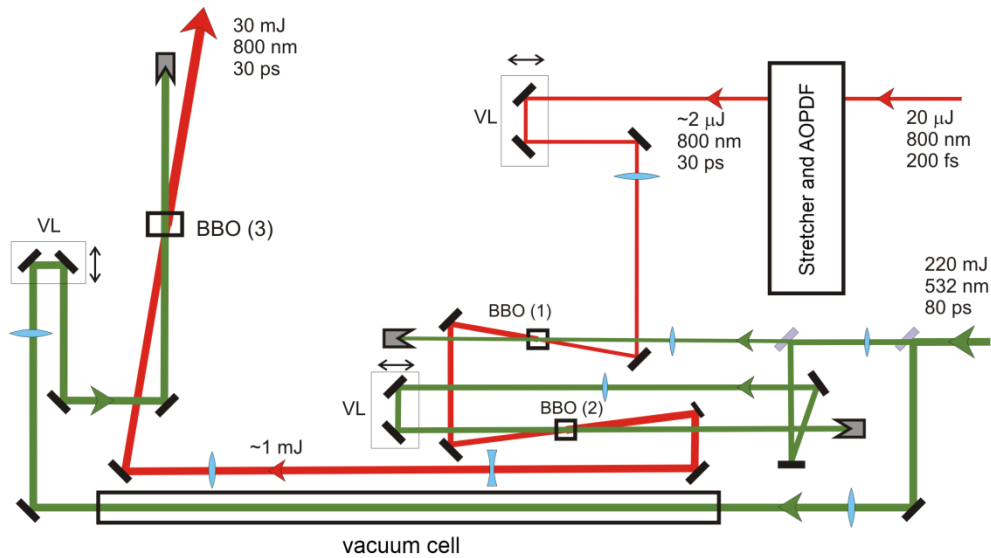 30 mJ
800 nm
30 ps
VL
~2 μJ
800 nm
30 ps
Stretcher and AOPDF
20 μJ
800 nm
200 fs
VL
BBO (3)
220 mJ
532 nm
80 ps
BBO (1)
VL
BBO (2)
~1 mJ
vacuum cell